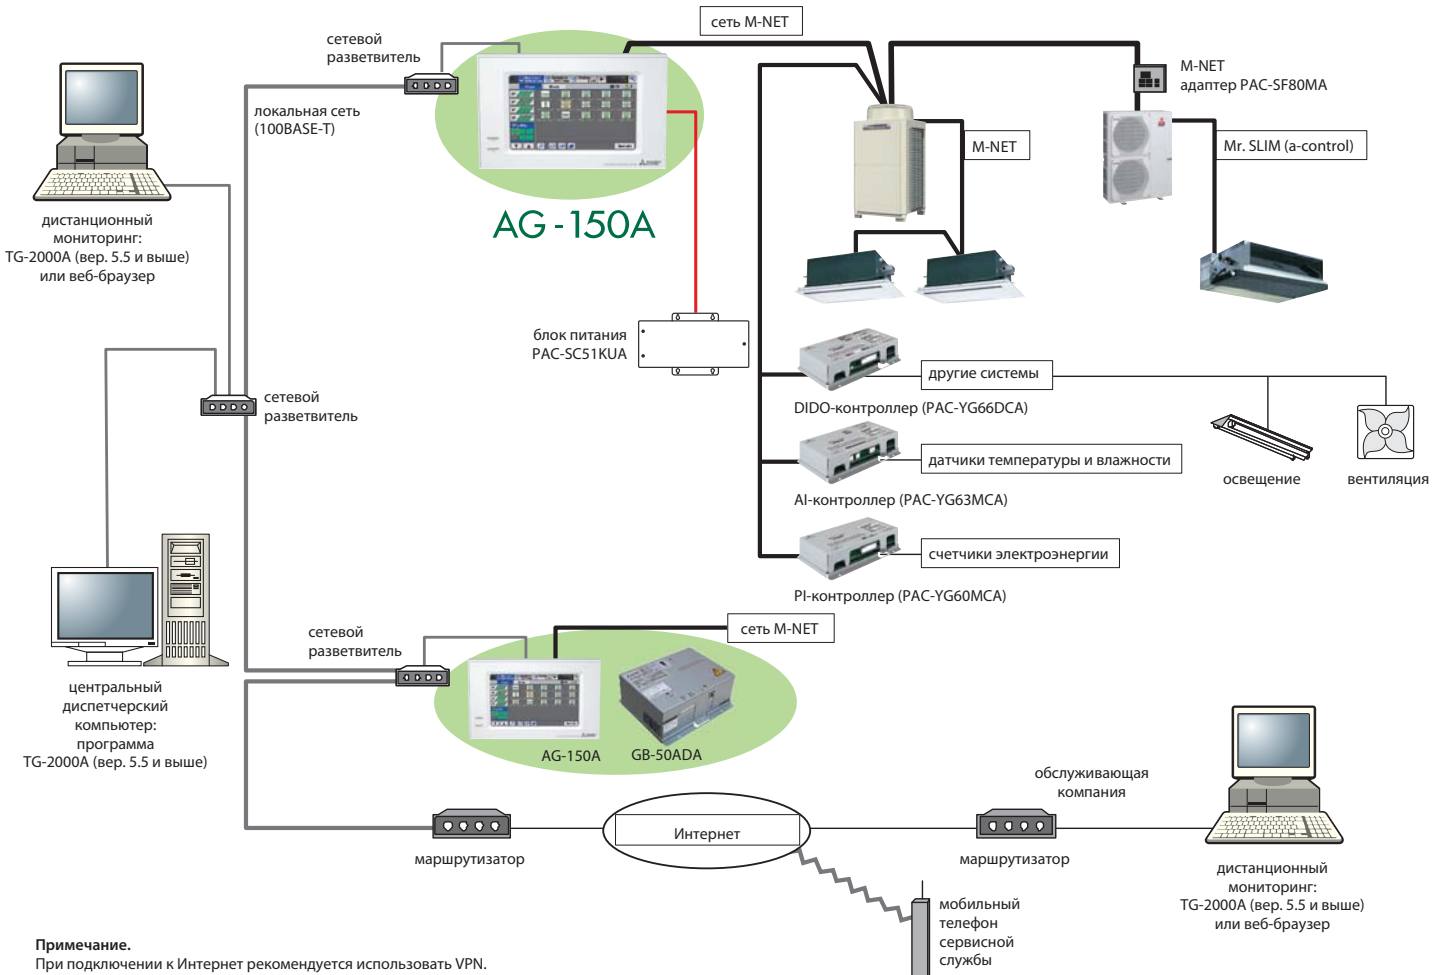 сеть M-NET
сетевой
разветвитель
M-NET
адаптер PAC-SF80MA
локальная сеть
(100BASE-T)
M-NET
Mr. SLIM (a-control)
AG-150A
дистанционный
мониторинг:
TG-2000A (вер. 5.5 и выше)
или веб-браузер
блок питания
PAC-SC51KUA
другие системы
DIDO-контроллер (PAC-YG66DCA)
сетевой
разветвитель
датчики температуры и влажности
освещение
вентиляция
AI-контроллер (PAC-YG63MCA)
счетчики электроэнергии
PI-контроллер (PAC-YG60MCA)
сеть M-NET
сетевой
разветвитель
центральный
диспетчерский
компьютер:
программа
TG-2000A (вер. 5.5 и выше)
AG-150A
GB-50ADA
обслуживающая
компания
Интернет
маршрутизатор
маршрутизатор
дистанционный
мониторинг:
TG-2000A (вер. 5.5 и выше)
или веб-браузер
мобильный
телефон
сервисной
службы
Примечание.
При подключении к Интернет рекомендуется использовать VPN.